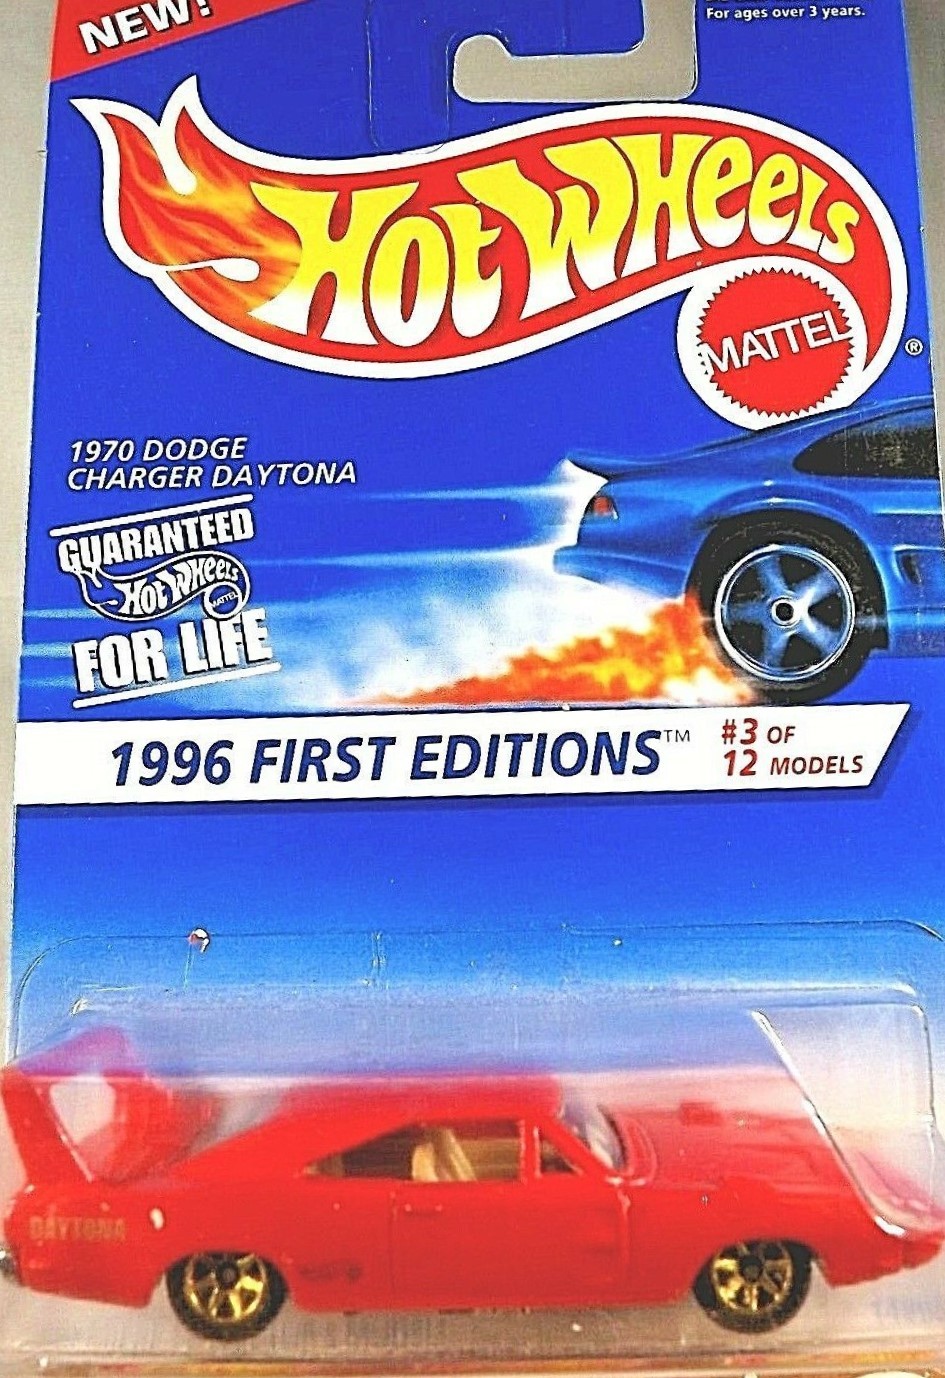 NEW!
For ages over 3 years.
HOT WHEELS
MATTEL
®
1970 DODGE
CHARGER DAYTONA
GUARANTEED
HOT WHEELS
MATTEL
FOR LIFE
1996 FIRST EDITIONS™
#3 OF
12 MODELS
DAYTONA